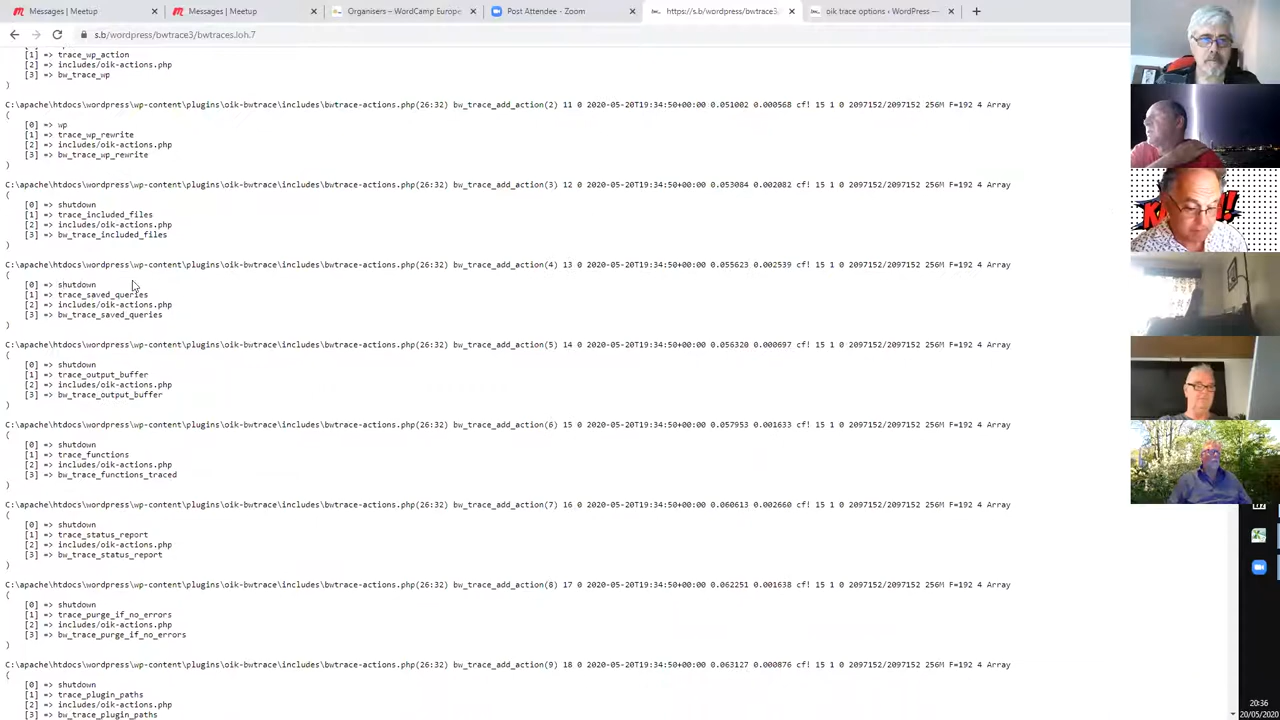 Messages | Meetup
Messages | Meetup
Organisers – WordCamp Europe
Post Attendee - Zoom
https://s.b/wordpress/bwtrace3
oik trace options ‹ WordPress —
s.b/wordpress/bwtrace3/bwtraces.loh.7
[1] => trace_wp_action
[2] => includes/oik-actions.php
[3] => bw_trace_wp
)
C:\apache\htdocs\wordpress\wp-content\plugins\oik-bwtrace\includes\bwtrace-actions.php(26:32) bw_trace_add_action(2) 11 0 2020-05-20T19:34:50+00:00 0.051002 0.000568 cf! 15 1 0 2097152/2097152 256M F=192 4 Array
(
[0] => wp
[1] => trace_wp_rewrite
[2] => includes/oik-actions.php
[3] => bw_trace_wp_rewrite
)
C:\apache\htdocs\wordpress\wp-content\plugins\oik-bwtrace\includes\bwtrace-actions.php(26:32) bw_trace_add_action(3) 12 0 2020-05-20T19:34:50+00:00 0.053084 0.002082 cf! 15 1 0 2097152/2097152 256M F=192 4 Array
(
[0] => shutdown
[1] => trace_included_files
[2] => includes/oik-actions.php
[3] => bw_trace_included_files
)
C:\apache\htdocs\wordpress\wp-content\plugins\oik-bwtrace\includes\bwtrace-actions.php(26:32) bw_trace_add_action(4) 13 0 2020-05-20T19:34:50+00:00 0.055623 0.002539 cf! 15 1 0 2097152/2097152 256M F=192 4 Array
(
[0] => shutdown
[1] => trace_saved_queries
[2] => includes/oik-actions.php
[3] => bw_trace_saved_queries
)
C:\apache\htdocs\wordpress\wp-content\plugins\oik-bwtrace\includes\bwtrace-actions.php(26:32) bw_trace_add_action(5) 14 0 2020-05-20T19:34:50+00:00 0.056320 0.000697 cf! 15 1 0 2097152/2097152 256M F=192 4 Array
(
[0] => shutdown
[1] => trace_output_buffer
[2] => includes/oik-actions.php
[3] => bw_trace_output_buffer
)
C:\apache\htdocs\wordpress\wp-content\plugins\oik-bwtrace\includes\bwtrace-actions.php(26:32) bw_trace_add_action(6) 15 0 2020-05-20T19:34:50+00:00 0.057953 0.001633 cf! 15 1 0 2097152/2097152 256M F=192 4 Array
(
[0] => shutdown
[1] => trace_functions
[2] => includes/oik-actions.php
[3] => bw_trace_functions_traced
)
C:\apache\htdocs\wordpress\wp-content\plugins\oik-bwtrace\includes\bwtrace-actions.php(26:32) bw_trace_add_action(7) 16 0 2020-05-20T19:34:50+00:00 0.060613 0.002660 cf! 15 1 0 2097152/2097152 256M F=192 4 Array
(
[0] => shutdown
[1] => trace_status_report
[2] => includes/oik-actions.php
[3] => bw_trace_status_report
)
C:\apache\htdocs\wordpress\wp-content\plugins\oik-bwtrace\includes\bwtrace-actions.php(26:32) bw_trace_add_action(8) 17 0 2020-05-20T19:34:50+00:00 0.062251 0.001638 cf! 15 1 0 2097152/2097152 256M F=192 4 Array
(
[0] => shutdown
[1] => trace_purge_if_no_errors
[2] => includes/oik-actions.php
[3] => bw_trace_purge_if_no_errors
)
C:\apache\htdocs\wordpress\wp-content\plugins\oik-bwtrace\includes\bwtrace-actions.php(26:32) bw_trace_add_action(9) 18 0 2020-05-20T19:34:50+00:00 0.063127 0.000876 cf! 15 1 0 2097152/2097152 256M F=192 4 Array
(
[0] => shutdown
[1] => trace_plugin_paths
[2] => includes/oik-actions.php
[3] => bw_trace_plugin_paths
20:36
20/05/2020